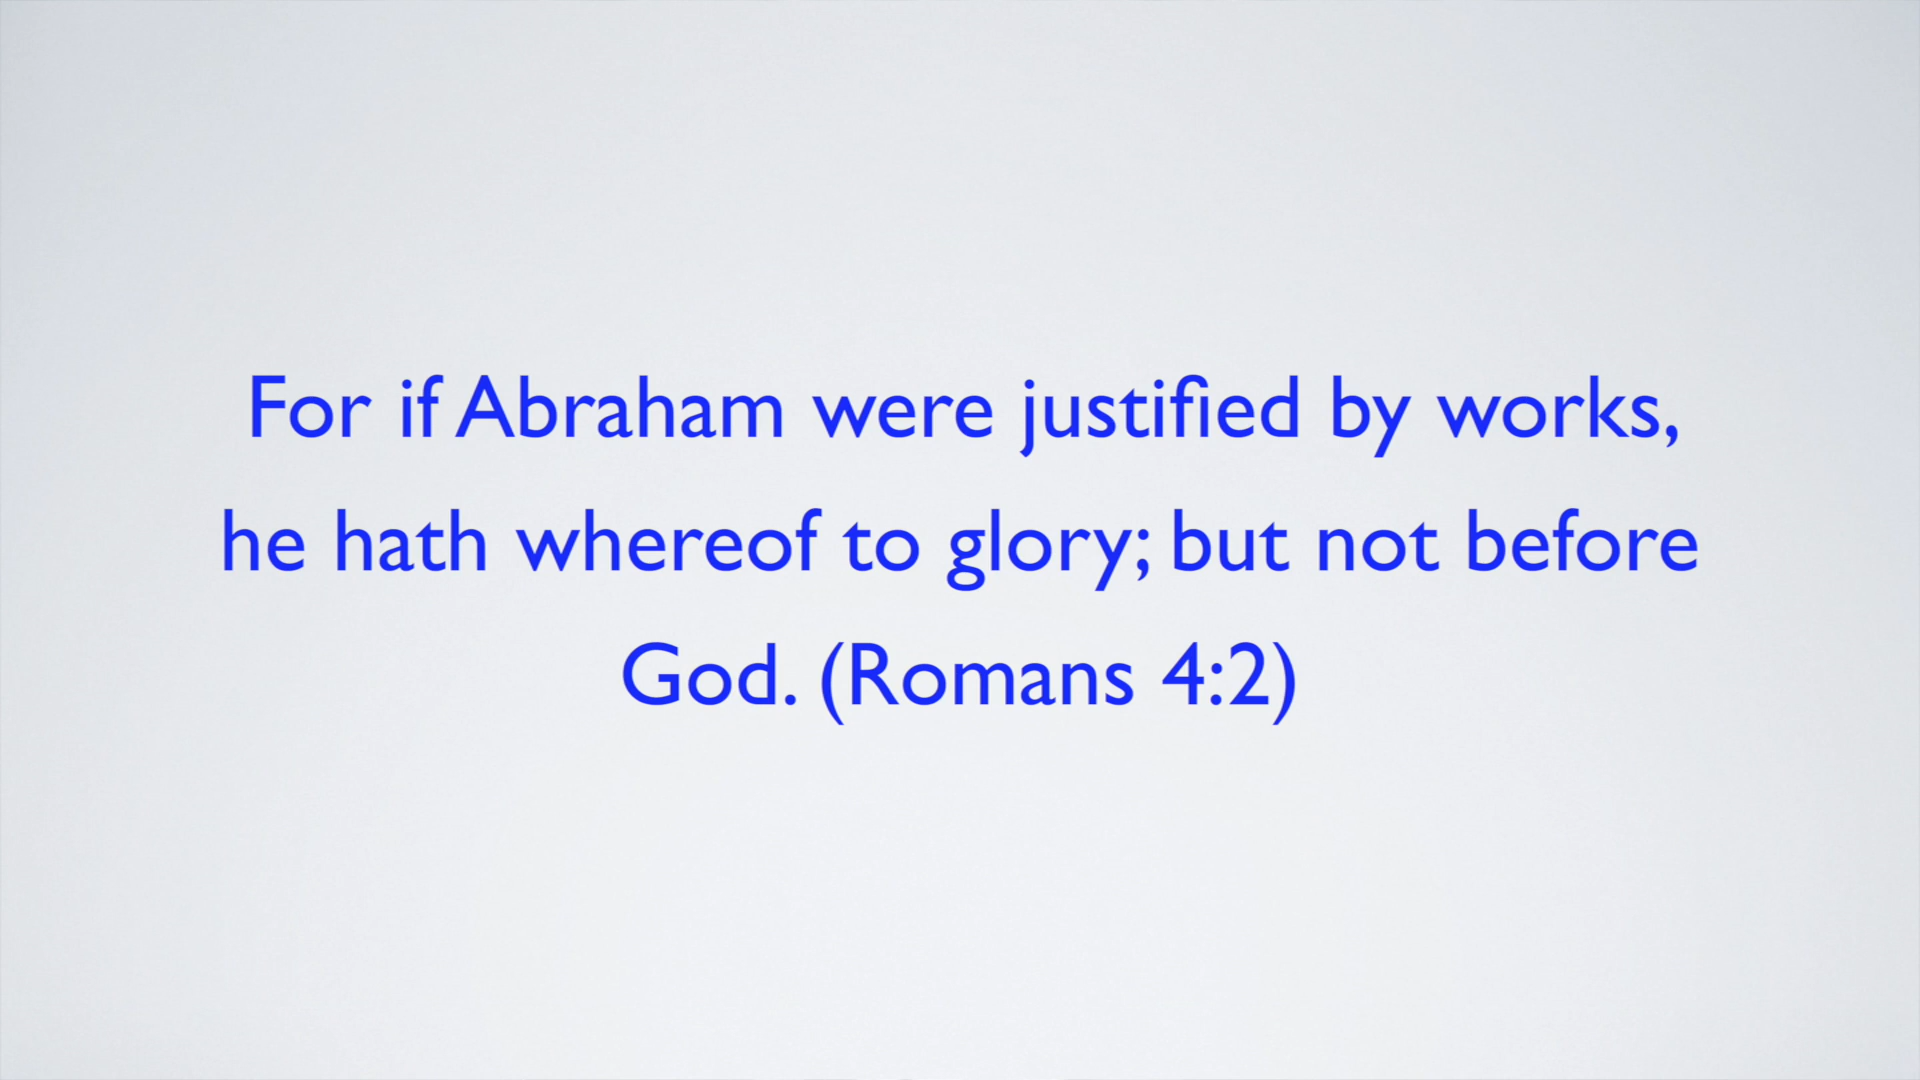 For if Abraham were justified by works,
he hath whereof to glory; but not before
God. (Romans 4:2)